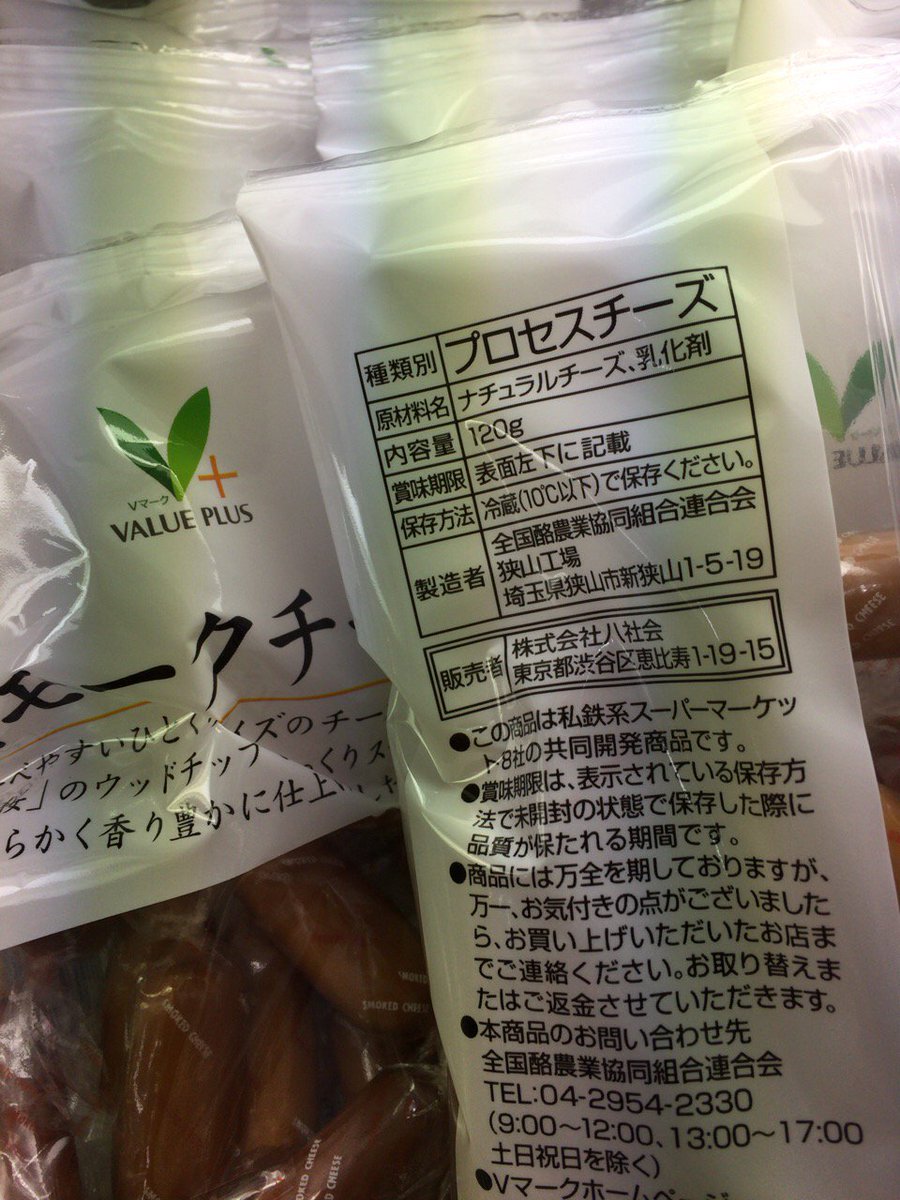 Vマーク
VALUE PLUS
モークチ
べやすいひとくサイズのチー
桜」のウッドチップ くりス
らかく香り豊かに仕上
SMOKED CHEESE
SMOKED CHEESE
SMOKED CHEESE
種類別 プロセスチーズ
原材料名 ナチュラルチーズ、乳化剤
内容量 120g
賞味期限 表面左下に記載
保存方法 冷蔵(10℃以下)で保存ください。
製造者 全国酪農業協同組合連合会
狭山工場
埼玉県狭山市新狭山1-5-19
販売者 株式会社八社会
東京都渋谷区恵比寿1-19-15
●この商品は私鉄系スーパーマーケッ
ト8社の共同開発商品です。
●賞味期限は、表示されている保存方
法で未開封の状態で保存した際に
品質が保たれる期間です。
●商品には万全を期しておりますが、
万一、お気付きの点がございました
ら、お買い上げいただいたお店ま
でご連絡ください。お取り替えま
たはご返金させていただきます。
●本商品のお問い合わせ先
全国酪農業協同組合連合会
TEL:04-2954-2330
(9:00〜12:00、13:00〜17:00
土日祝日を除く)
●Vマークホームページ
SMOKED CHEESE